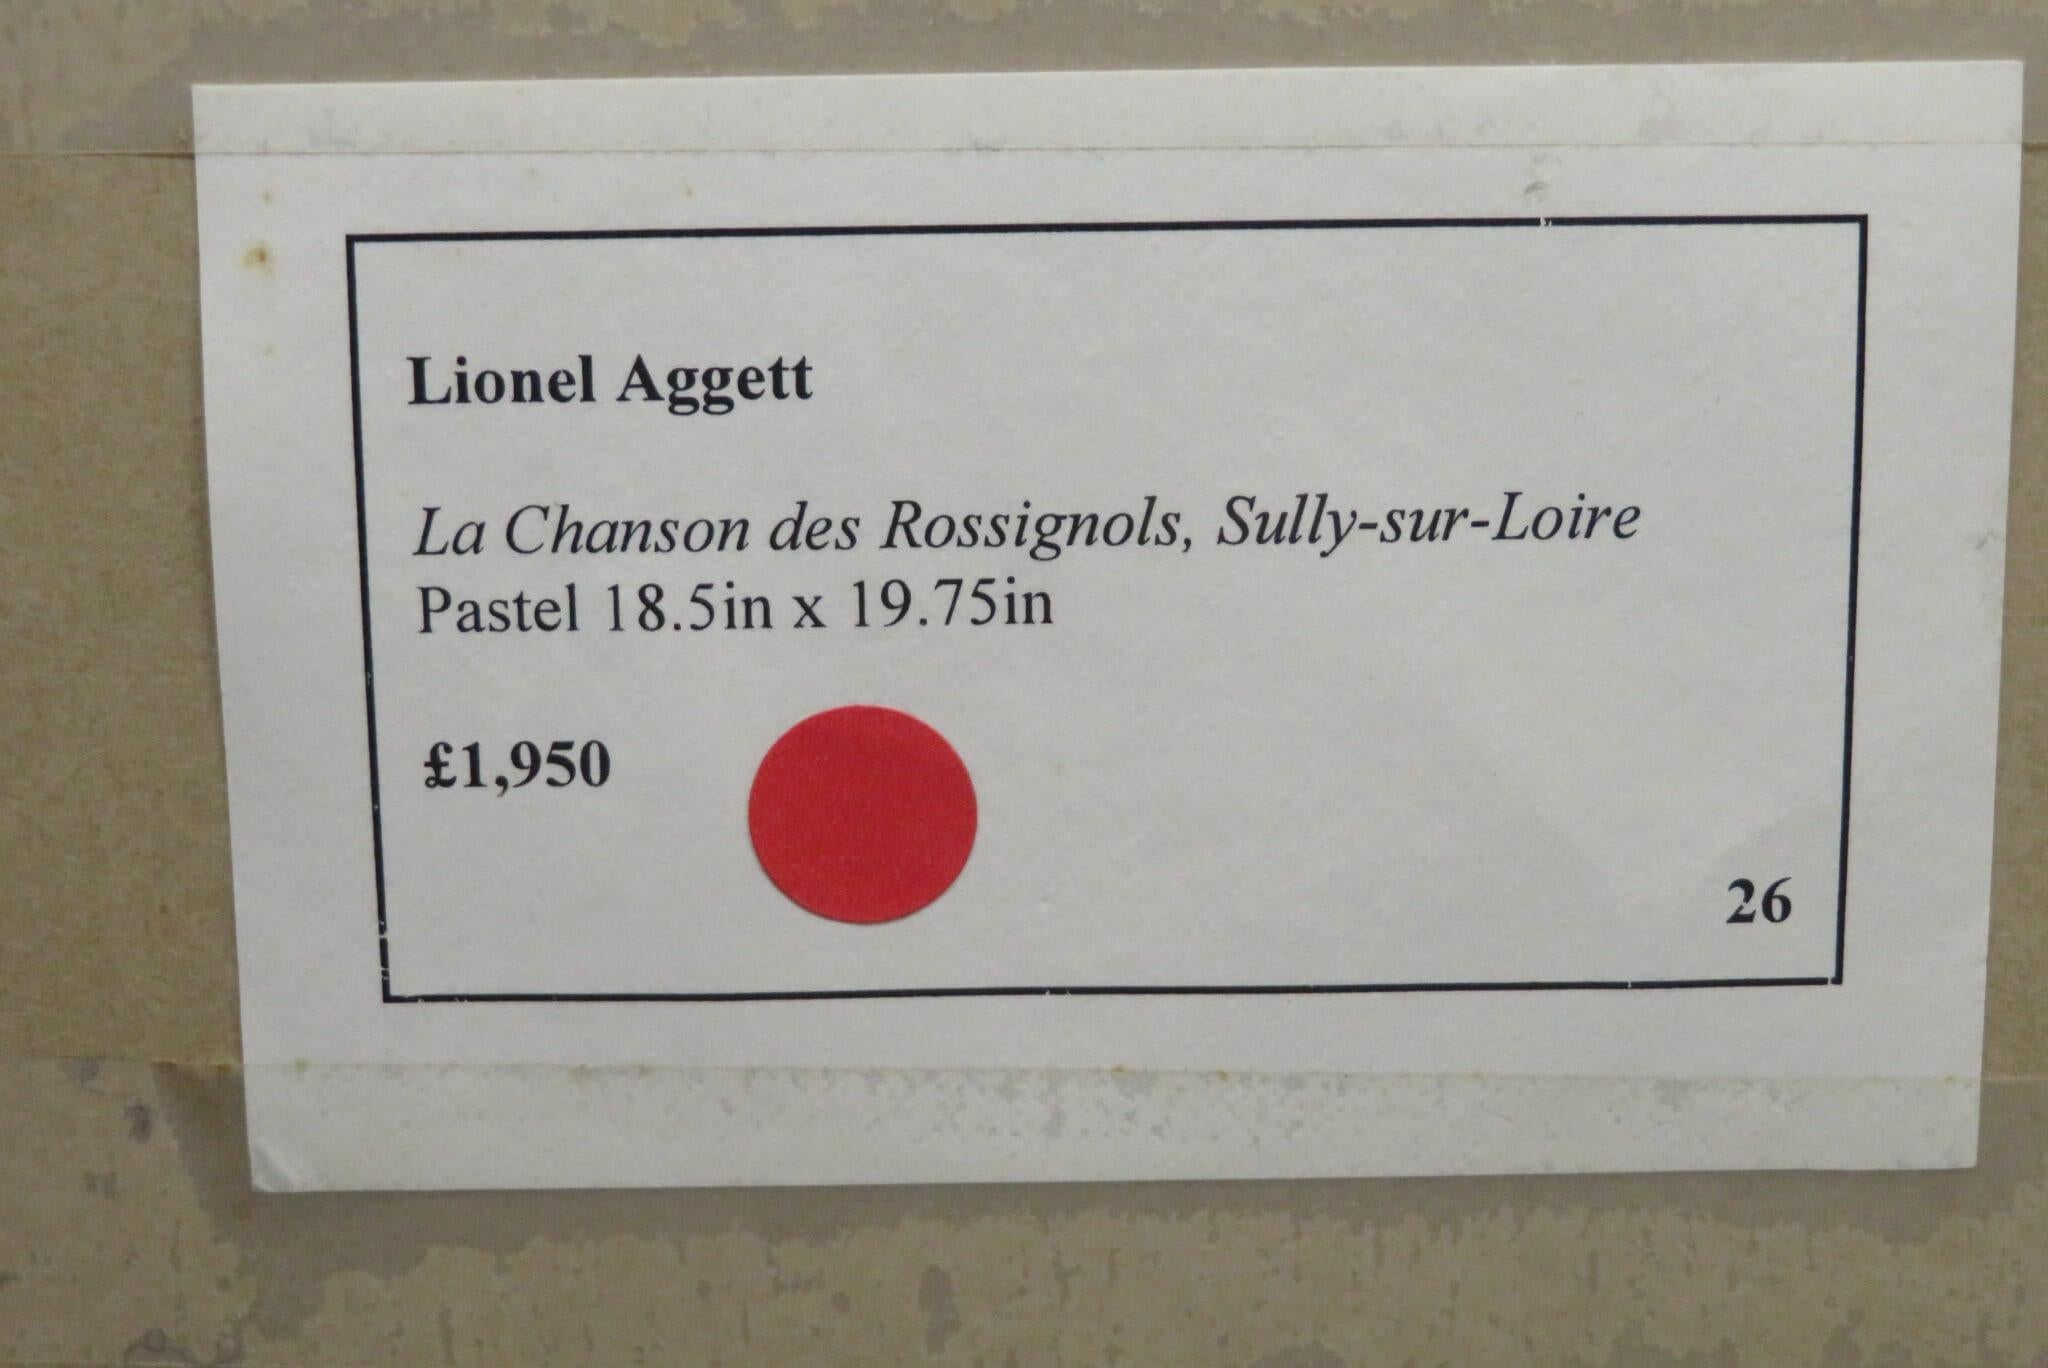 Lionel Aggett
La Chanson des Rossignols, Sully-sur-Loire
Pastel 18.5in x 19.75in
£1,950
26